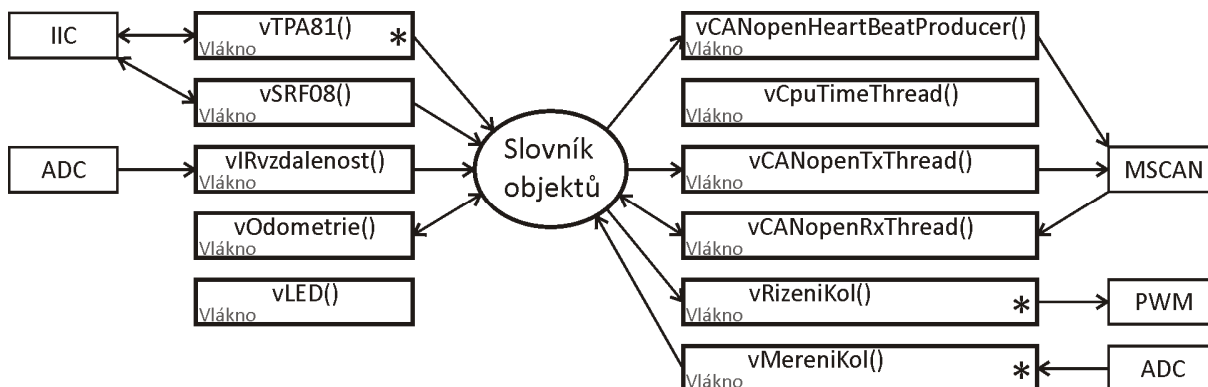 IIC
vTPA81()
*
Vlákno
vSRF08()
Vlákno
ADC
vIRvzdalenost()
Vlákno
vOdometrie()
Vlákno
vLED()
Vlákno
Slovník
objektů
vCANopenHeartBeatProducer()
Vlákno
vCpuTimeThread()
Vlákno
vCANopenTxThread()
Vlákno
MSCAN
vCANopenRxThread()
Vlákno
vRizeniKol()
*
Vlákno
PWM
vMereniKol()
*
Vlákno
ADC